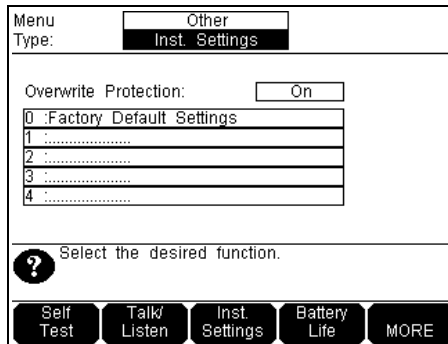 Menu Other
Type: Inst. Settings
Overwrite Protection: On
0 :Factory Default Settings
1 :.....................
2 :.....................
3 :.....................
4 :.....................
? Select the desired function.
Self Test Talk/ Listen Inst. Settings Battery Life MORE